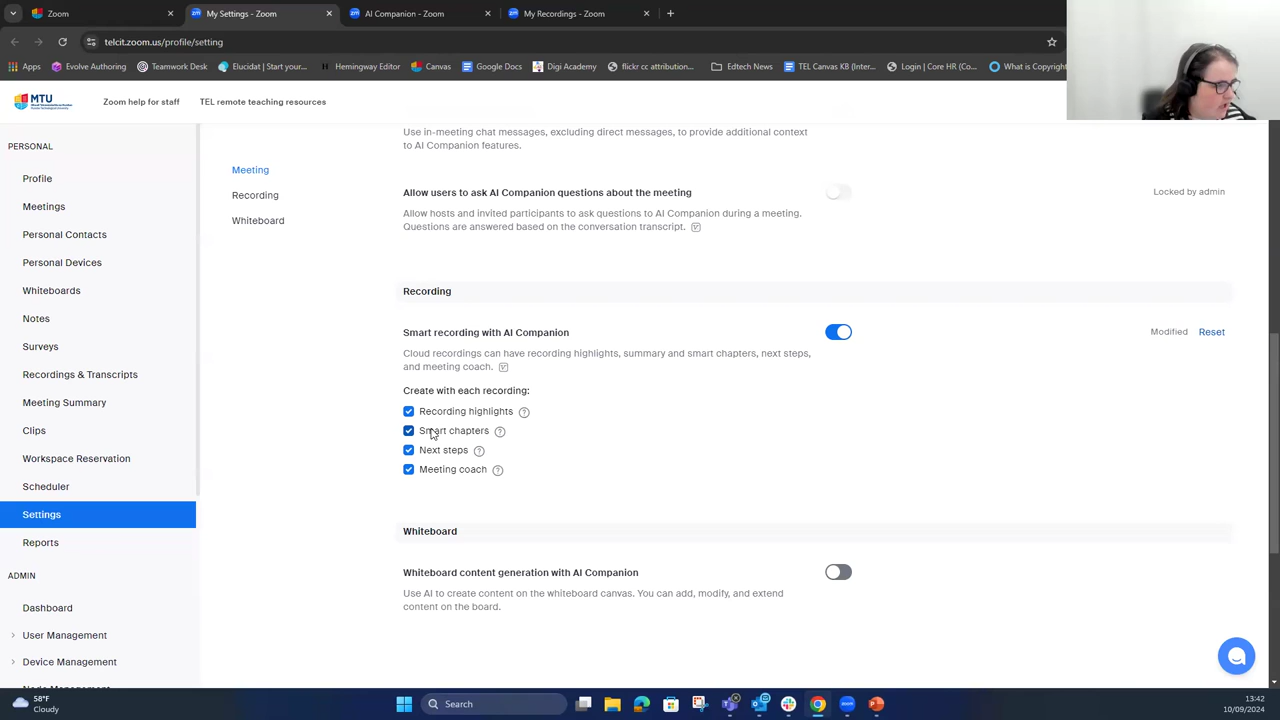 Zoom
My Settings - Zoom
AI Companion - Zoom
My Recordings - Zoom
telcit.zoom.us/profile/setting
Apps
Evolve Authoring
Teamwork Desk
Elucidat | Start your...
Hemingway Editor
Canvas
Google Docs
Digi Academy
flickr cc attribution...
Edtech News
TEL Canvas KB (Inter...
Login | Core HR (Co...
What is Copyright
MTU
Zoom help for staff
TEL remote teaching resources
PERSONAL
Profile
Meetings
Personal Contacts
Personal Devices
Whiteboards
Notes
Surveys
Recordings & Transcripts
Meeting Summary
Clips
Workspace Reservation
Scheduler
Settings
Reports
ADMIN
Dashboard
User Management
Device Management
Meeting
Recording
Whiteboard
Use in-meeting chat messages, excluding direct messages, to provide additional context
to AI Companion features.
Allow users to ask AI Companion questions about the meeting
Locked by admin
Allow hosts and invited participants to ask questions to AI Companion during a meeting.
Questions are answered based on the conversation transcript.
Recording
Smart recording with AI Companion
Modified Reset
Cloud recordings can have recording highlights, summary and smart chapters, next steps,
and meeting coach.
Create with each recording:
Recording highlights
Smart chapters
Next steps
Meeting coach
Whiteboard
Whiteboard content generation with AI Companion
Use AI to create content on the whiteboard canvas. You can add, modify, and extend
content on the board.
58°F
Cloudy
Search
13:42
10/09/2024